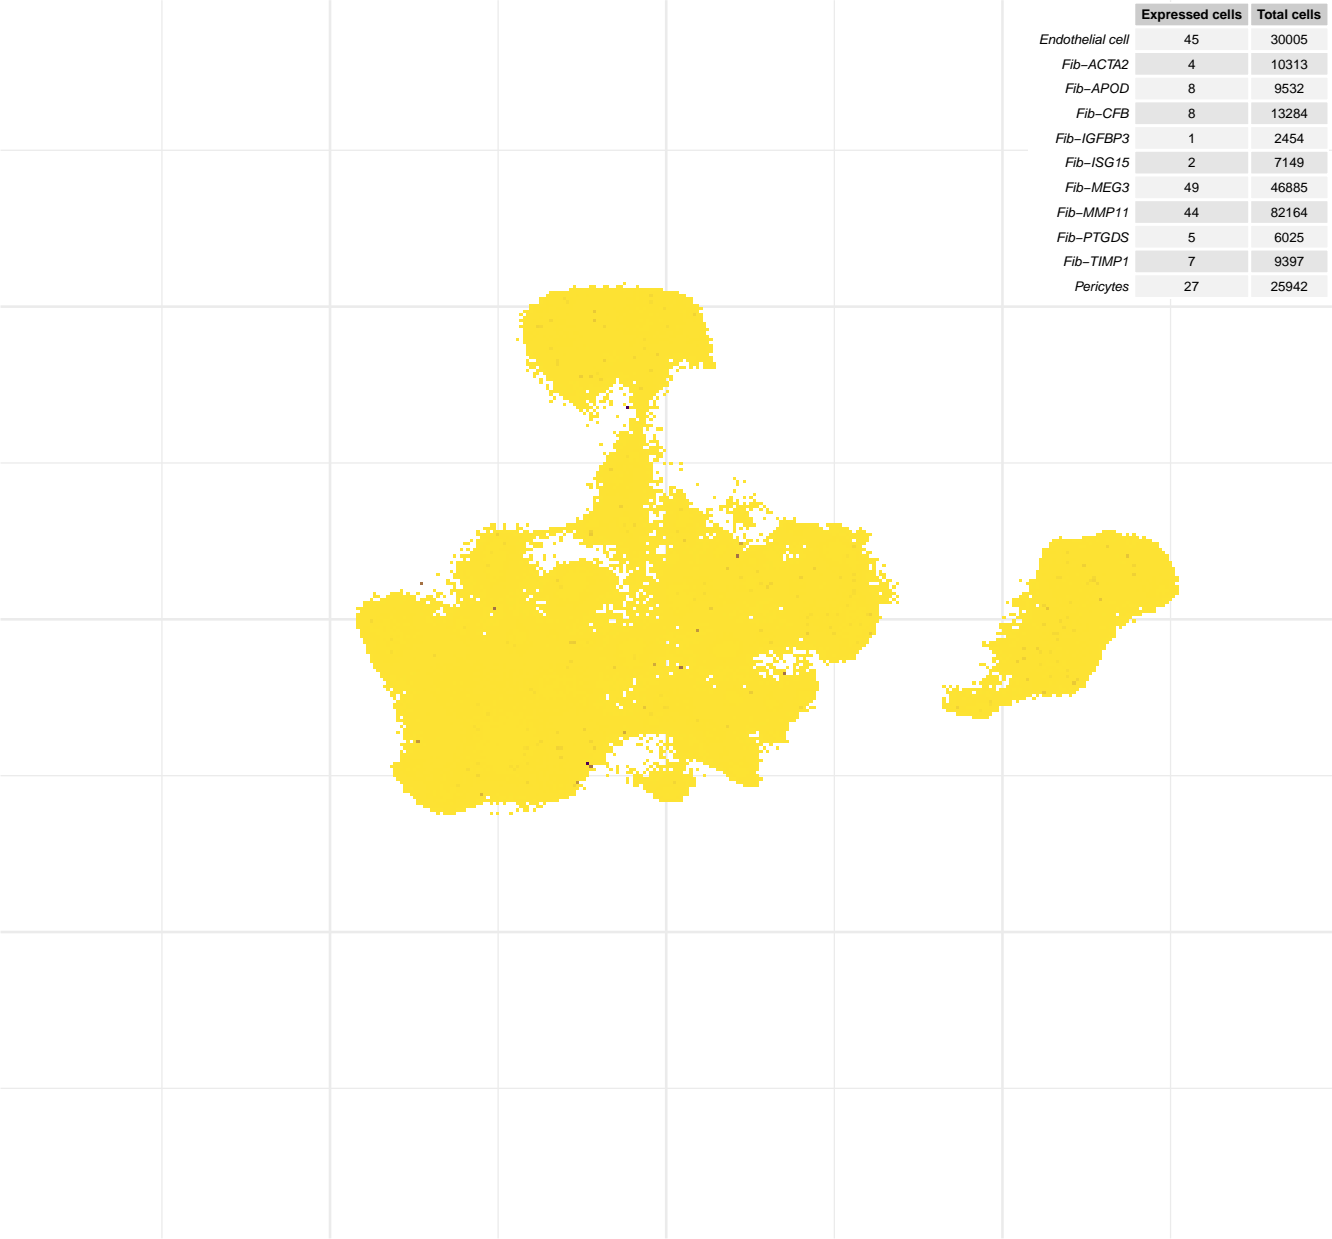 Expressed cells Total cells
Endothelial cell 45 30005
Fib−ACTA2 4 10313
Fib−APOD 8 9532
Fib−CFB 8 13284
Fib−IGFBP3 1 2454
Fib−ISG15 2 7149
Fib−MEG3 49 46885
Fib−MMP11 44 82164
Fib−PTGDS 5 6025
Fib−TIMP1 7 9397
Pericytes 27 25942